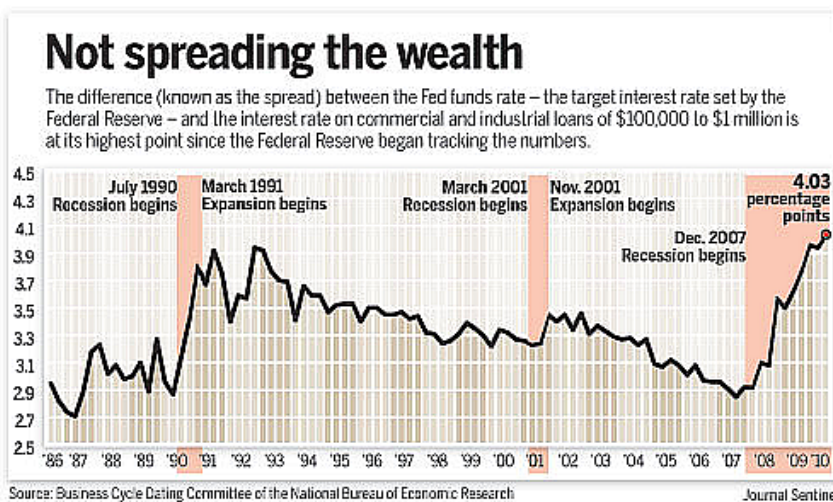 Not spreading the wealth
The difference (known as the spread) between the Fed funds rate – the target interest rate set by the
Federal Reserve – and the interest rate on commercial and industrial loans of $100,000 to $1 million is
at its highest point since the Federal Reserve began tracking the numbers.
4.5
4.3
4.1
3.9
3.7
3.5
3.3
3.1
2.9
2.7
2.5
July 1990
Recession begins
March 1991
Expansion begins
March 2001
Recession begins
Nov. 2001
Expansion begins
Dec. 2007
Recession begins
4.03
percentage
points
'86 '87 '88 '89 '90 '91 '92 '93 '94 '95 '96 '97 '98 '99 '00 '01 '02 '03 '04 '05 '06 '07 '08 '09 '10
Source: Business Cycle Dating Committee of the National Bureau of Economic Research
Journal Sentine